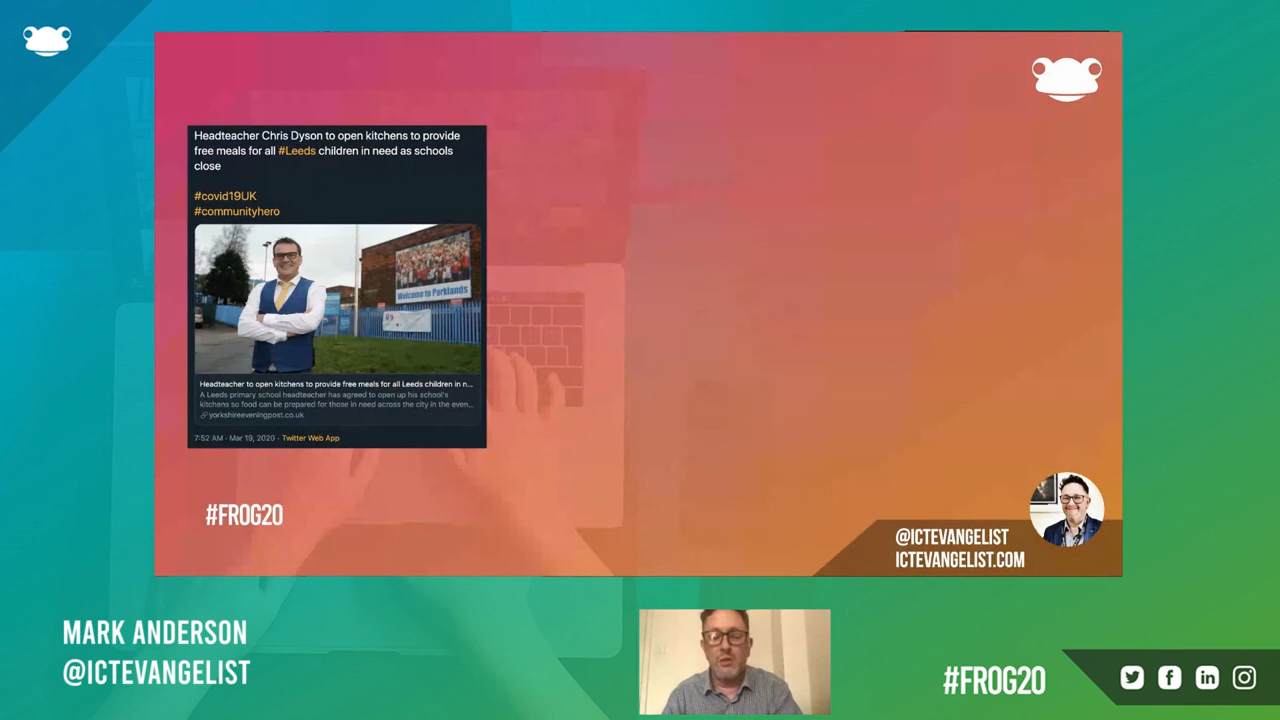 Headteacher Chris Dyson to open kitchens to provide
free meals for all #Leeds children in need as schools
close
#covid19UK
#communityhero
Welcome to Parklands
Headteacher to open kitchens to provide free meals for all Leeds children in n...
A Leeds primary school headteacher has agreed to open up his school's
kitchens so food can be prepared for those in need across the city in the even...
yorkshireeveningpost.co.uk
7:52 AM · Mar 19, 2020 · Twitter Web App
#FROG20
@ICTEVANGELIST
ICTEVANGELIST.COM
MARK ANDERSON
@ICTEVANGELIST
#FROG20